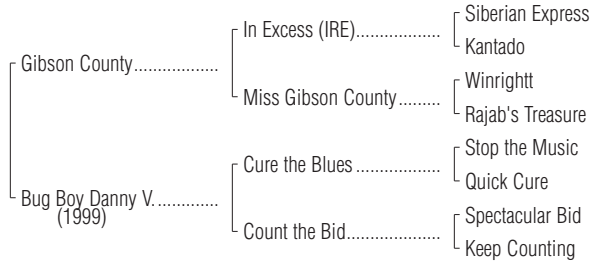 Siberian Express
In Excess (IRE)...................
Kantado
Gibson County...................
Winrightt
Miss Gibson County.........
Rajab's Treasure
Stop the Music
Cure the Blues ...................
Quick Cure
Bug Boy Danny V. .............
(1999)
Spectacular Bid
Count the Bid.....................
Keep Counting